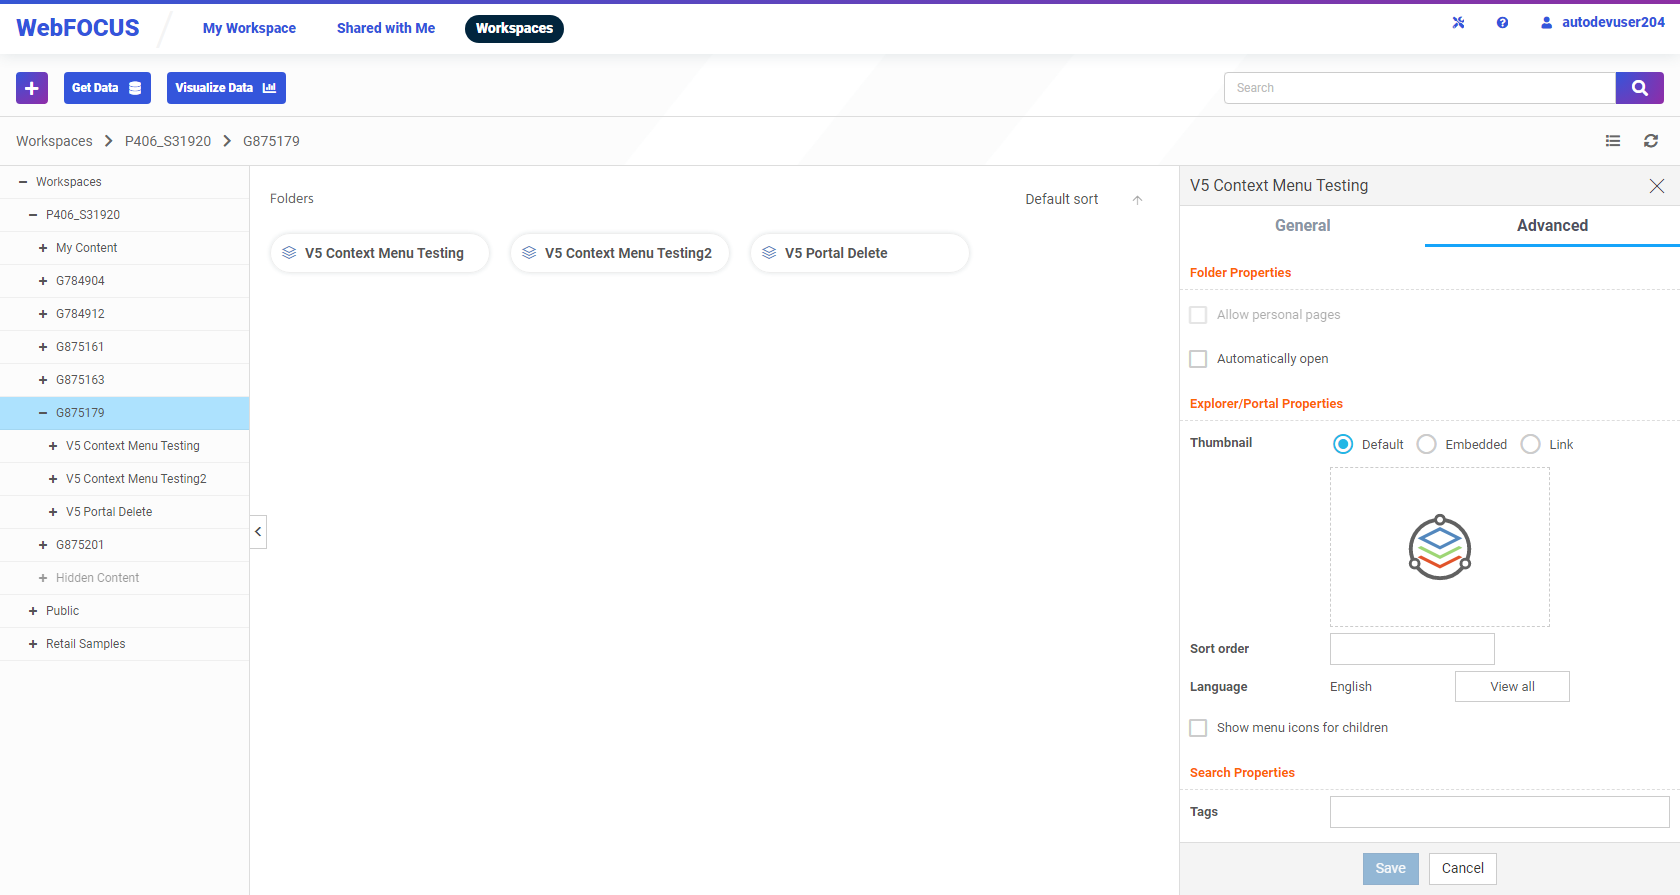 WebFOCUS
My Workspace
Shared with Me
Workspaces
autodevuser204
Get Data
Visualize Data
Search
Workspaces
P406_S31920
G875179
Workspaces
P406_S31920
My Content
G784904
G784912
G875161
G875163
G875179
V5 Context Menu Testing
V5 Context Menu Testing2
V5 Portal Delete
G875201
Hidden Content
Public
Retail Samples
Folders
Default sort
V5 Context Menu Testing
V5 Context Menu Testing2
V5 Portal Delete
V5 Context Menu Testing
General
Advanced
Folder Properties
Allow personal pages
Automatically open
Explorer/Portal Properties
Thumbnail
Default
Embedded
Link
Sort order
Language
English
View all
Show menu icons for children
Search Properties
Tags
Save
Cancel